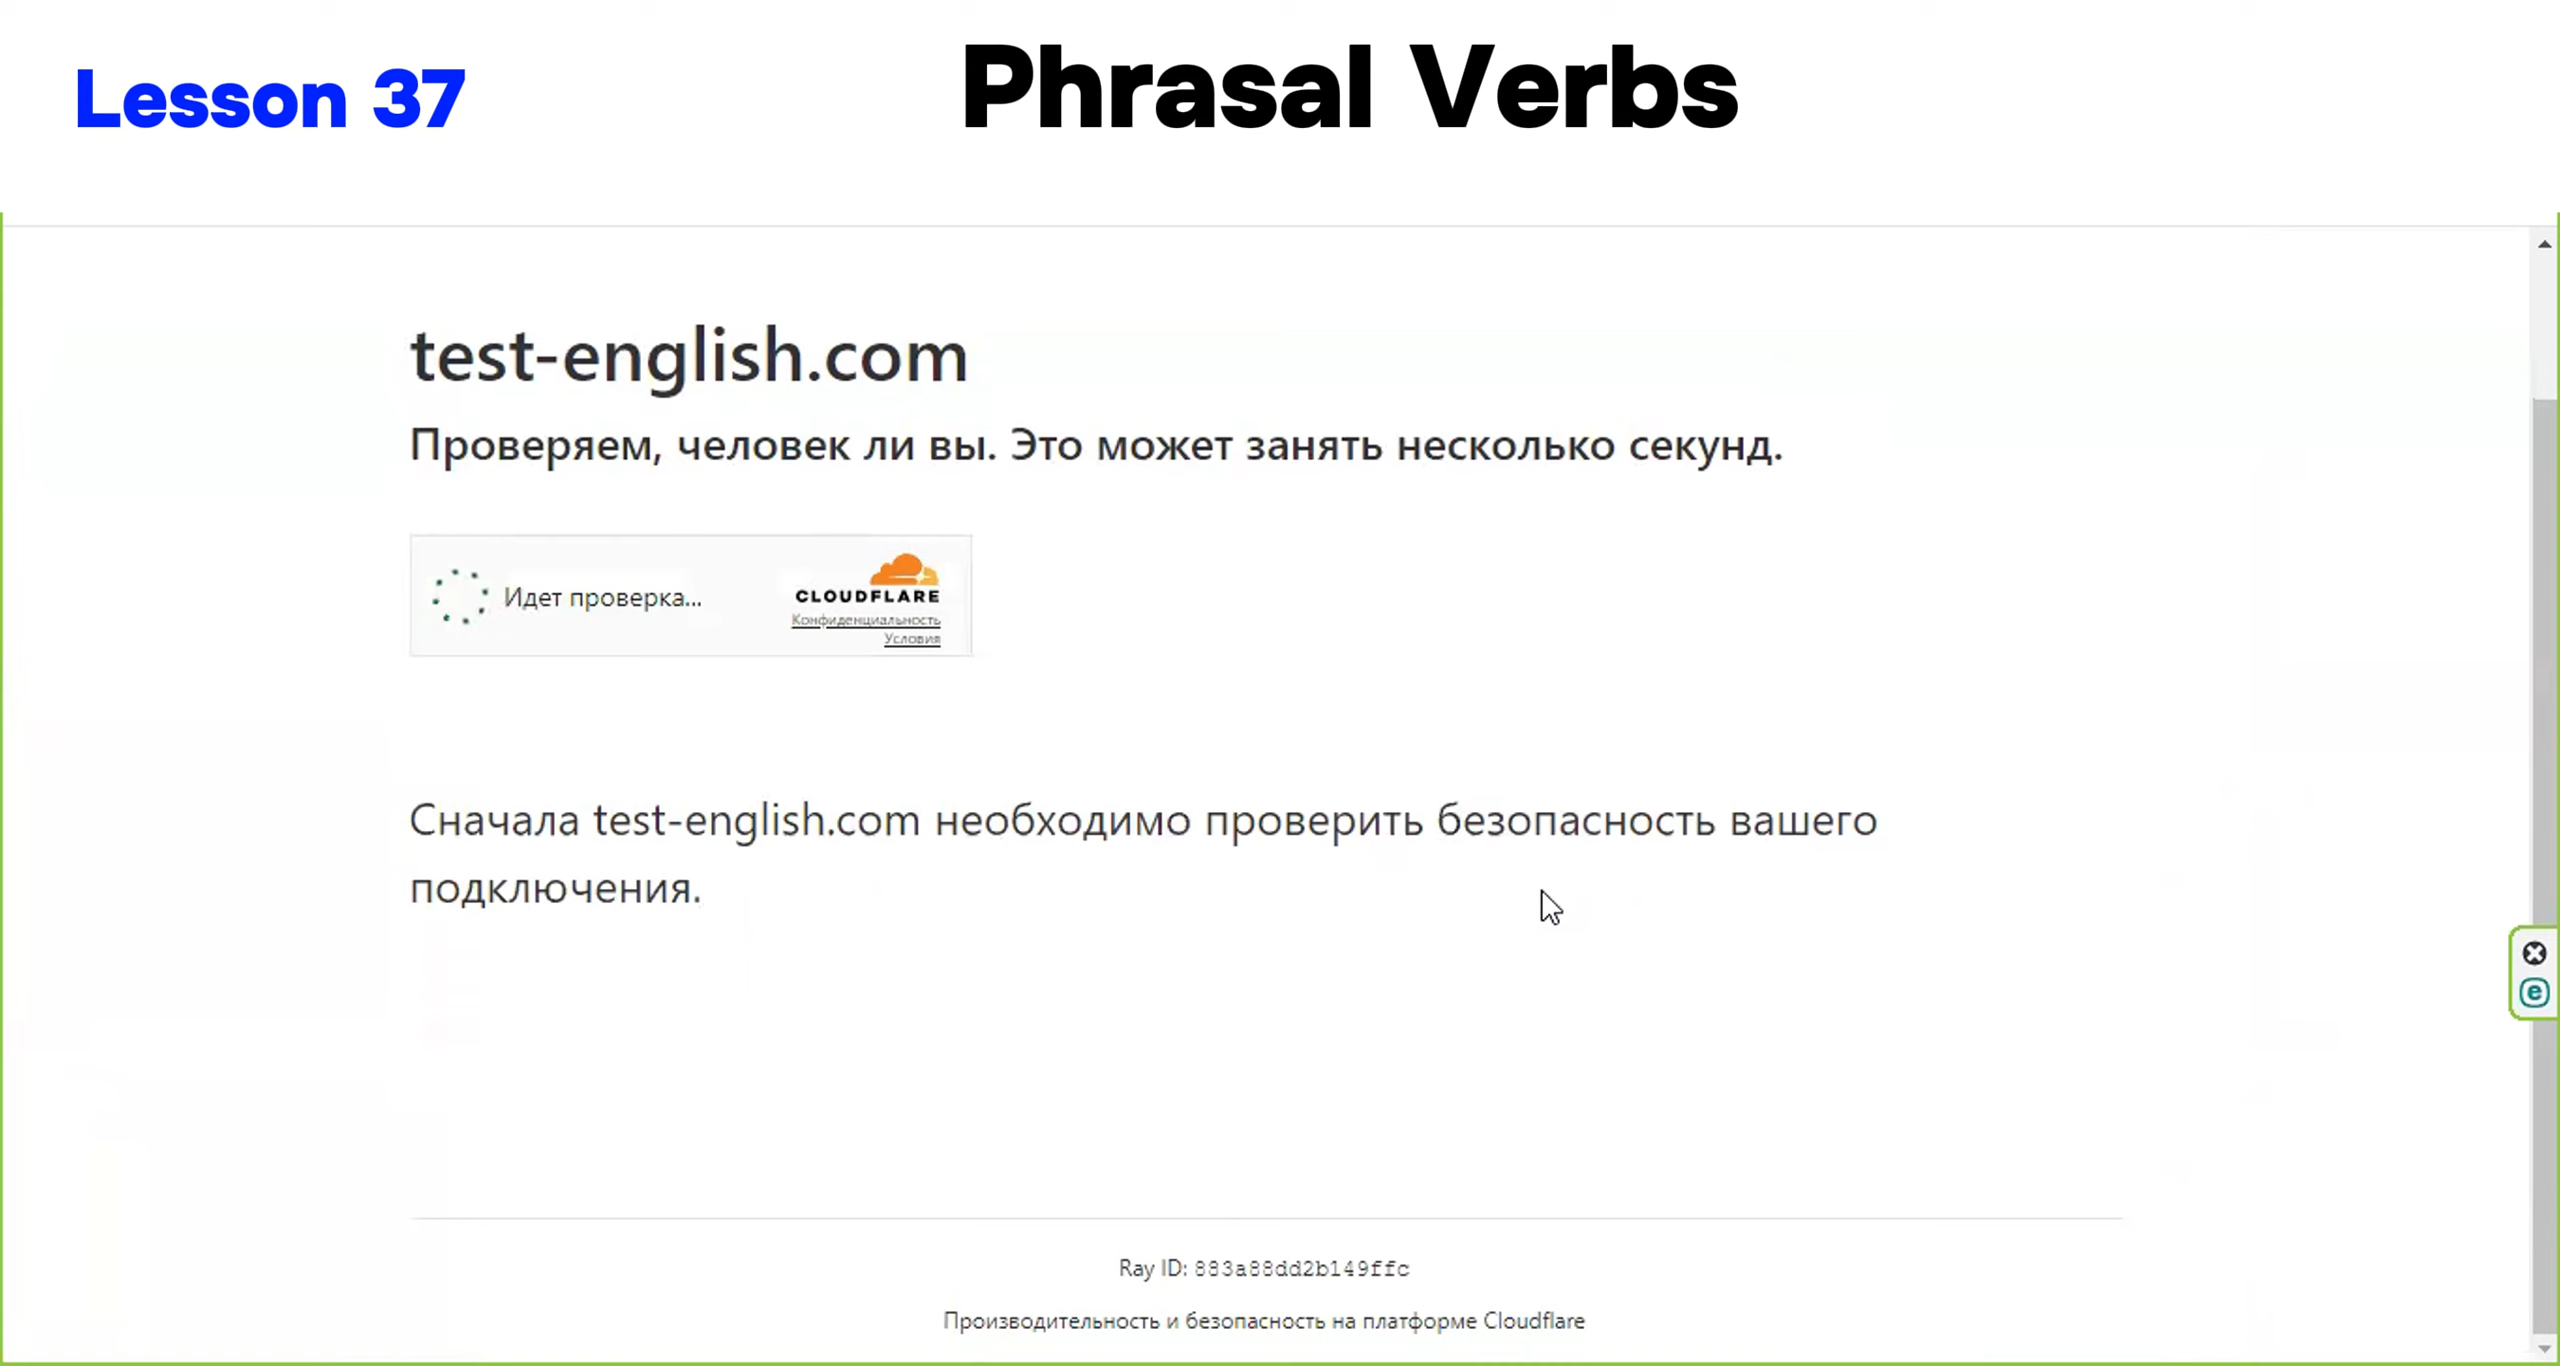 Lesson 37
Phrasal Verbs
test-english.com
Проверяем, человек ли вы. Это может занять несколько секунд.
Идет проверка...
CLOUDFLARE
Конфиденциальность
Условия
Сначала test-english.com необходимо проверить безопасность вашего
подключения.
e
Ray ID: 883a88dd2b149ffc
Производительность и безопасность на платформе Cloudflare